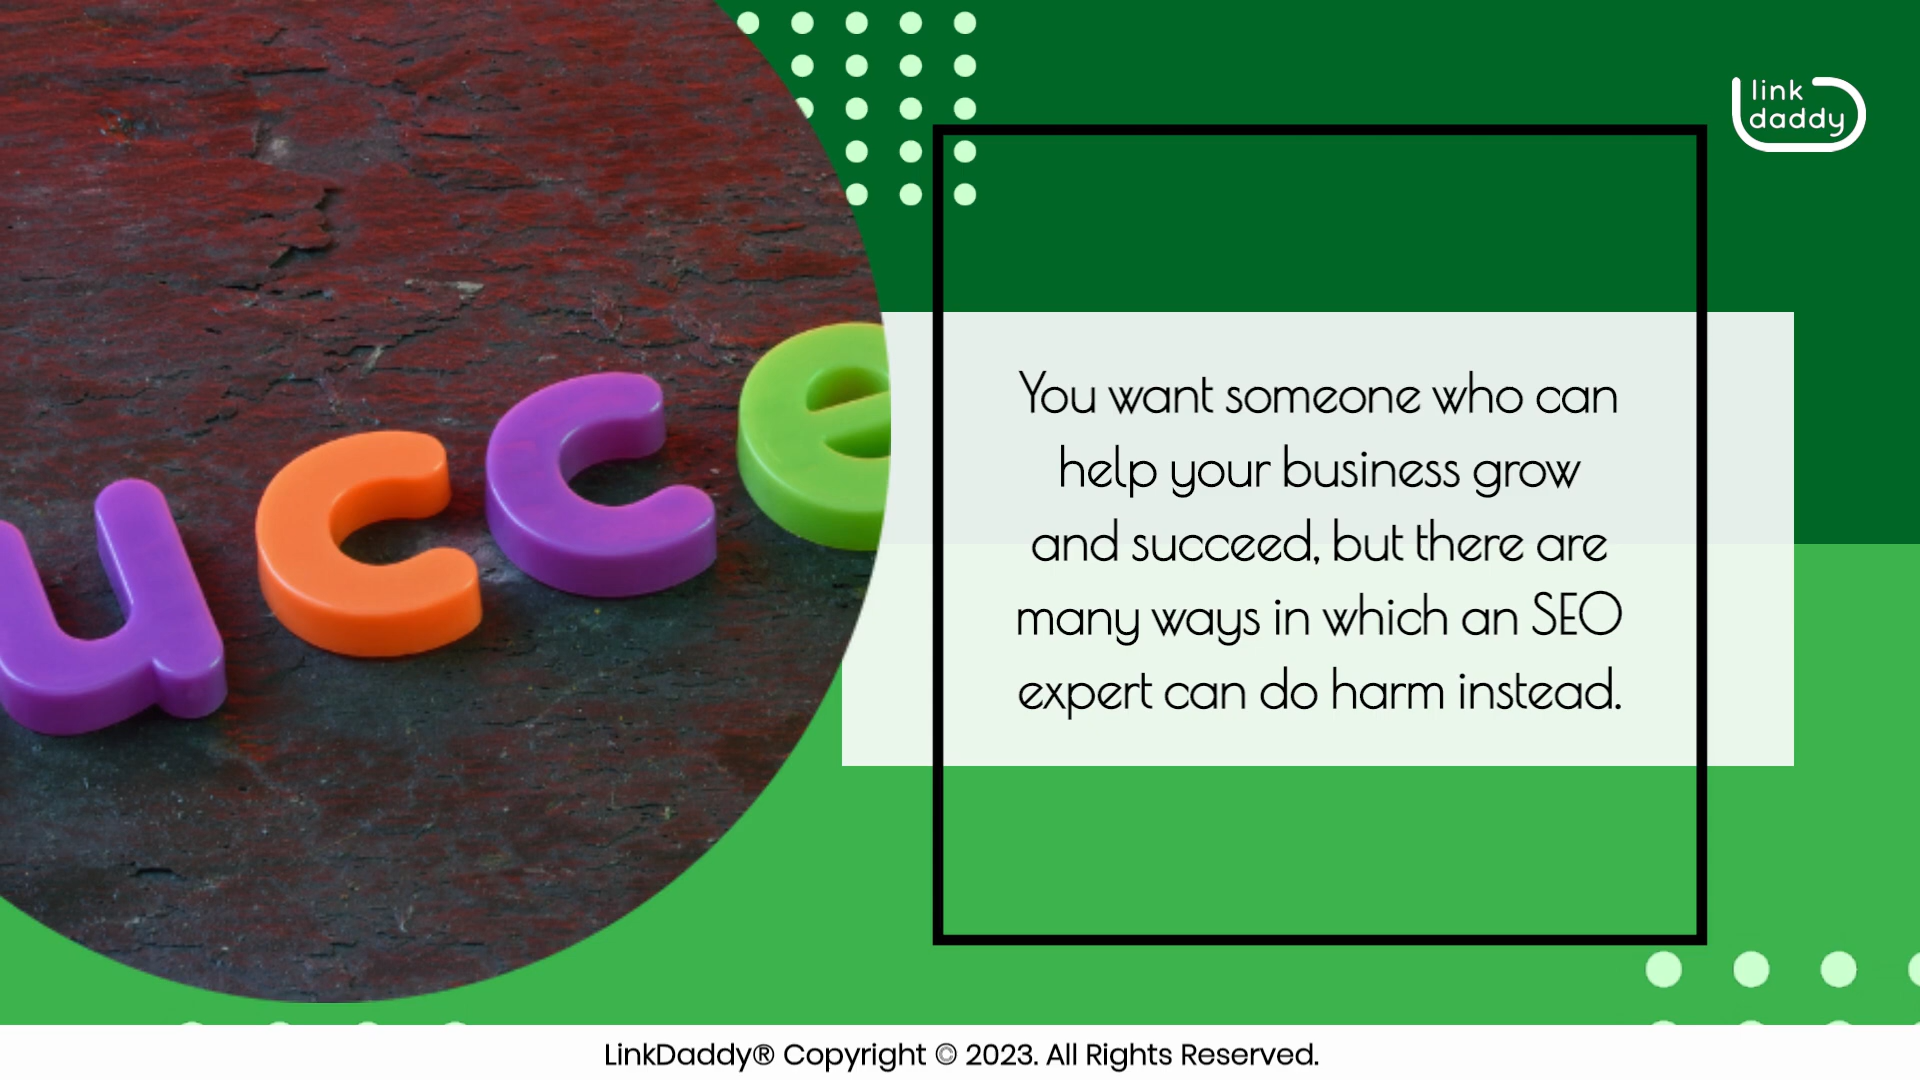 link
daddy
ucce
You want someone who can
help your business grow
and succeed, but there are
many ways in which an SEO
expert can do harm instead.
LinkDaddy® Copyright © 2023. All Rights Reserved.